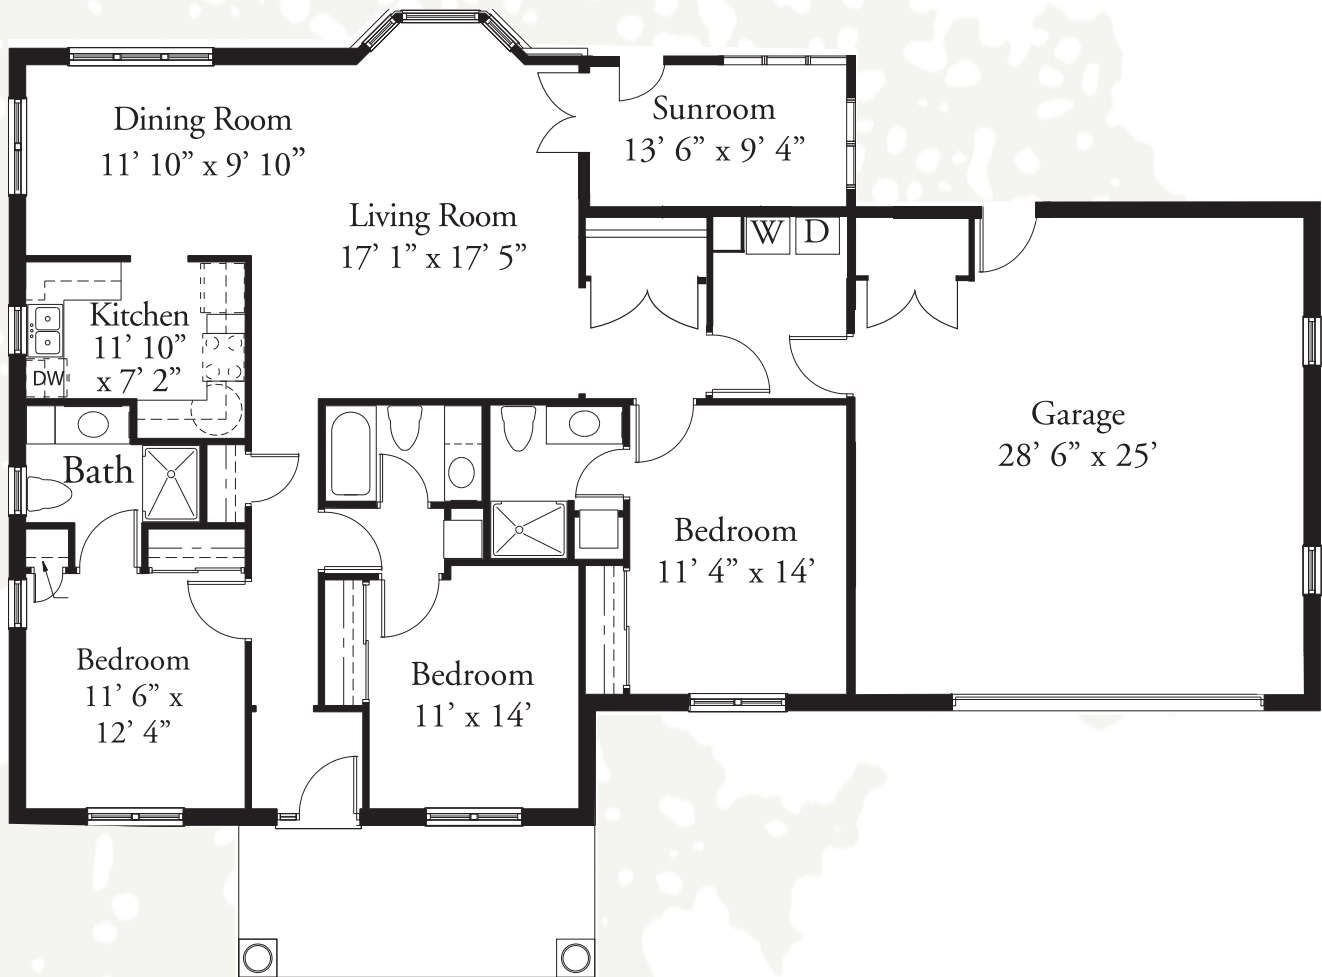 Dining Room
11’ 10” x 9’ 10”
Sunroom
13’ 6” x 9’ 4”
Living Room
17’ 1” x 17’ 5”
W D
Kitchen
11’ 10”
x 7’ 2”
DW
Garage
28’ 6” x 25’
Bath
Bedroom
11’ 4” x 14’
Bedroom
11’ 6” x
12’ 4”
Bedroom
11’ x 14’